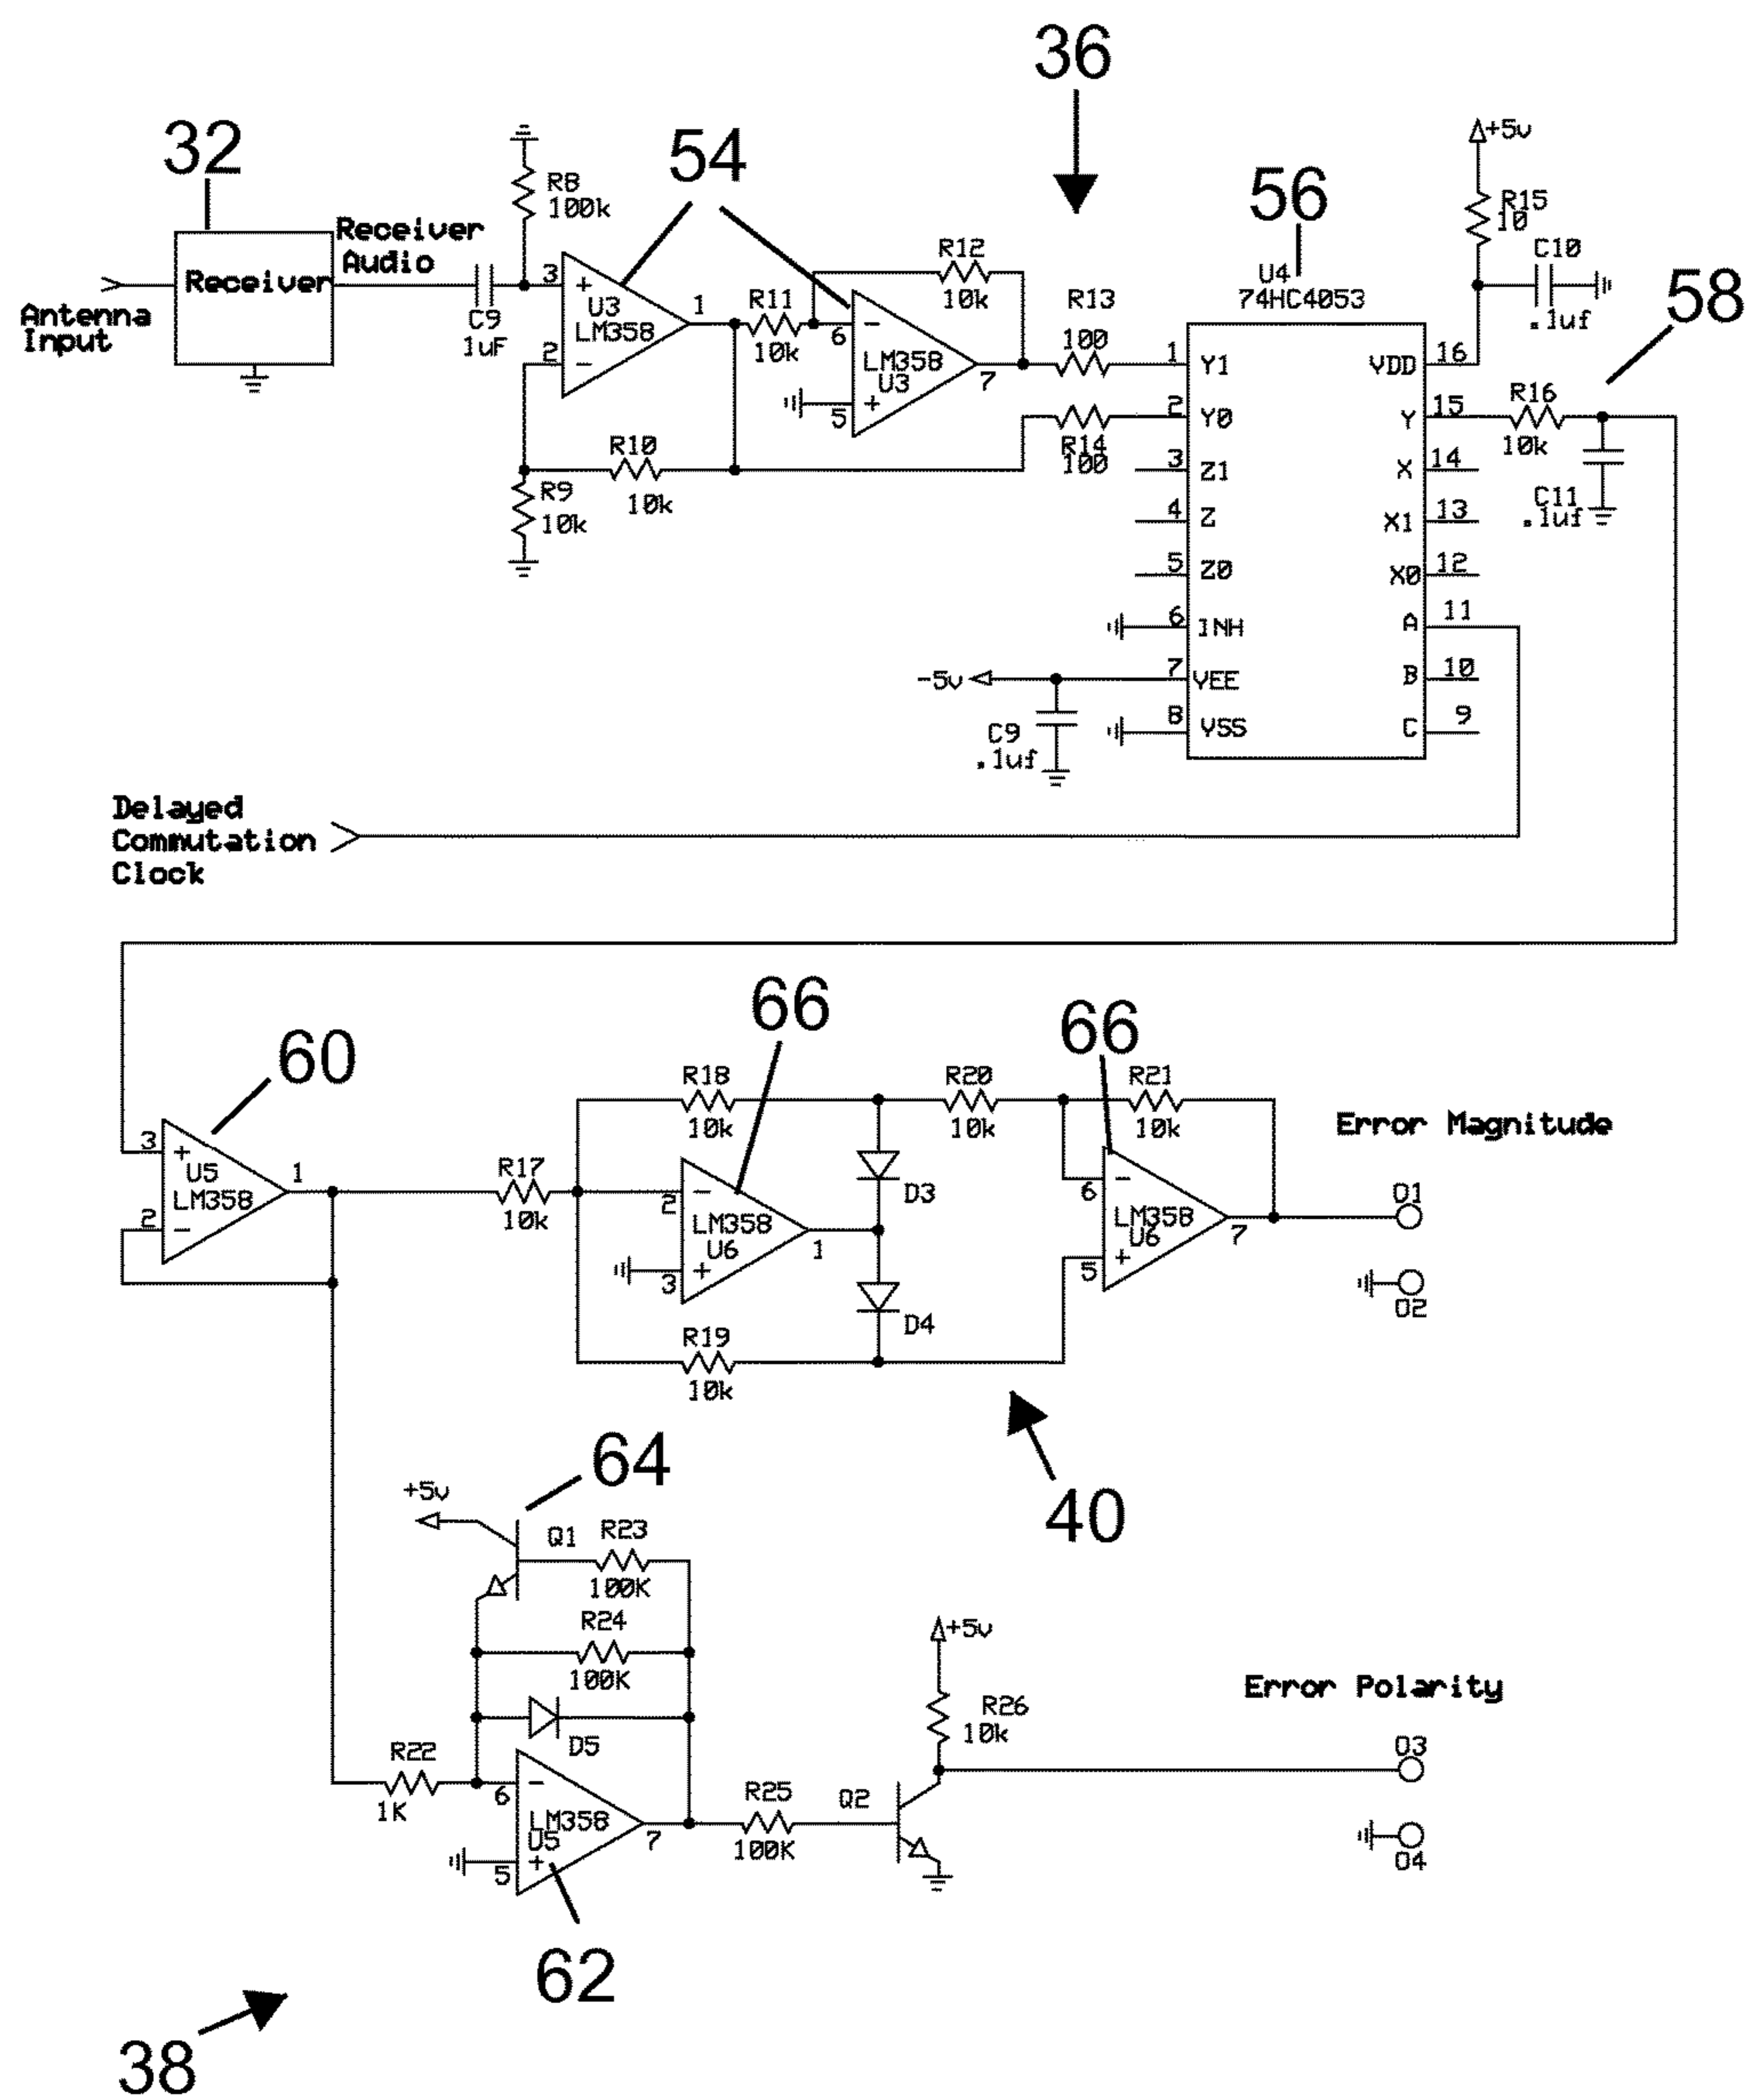 36
32
54
56
58
+5v
R15
10
C10
.1uf
R8
100k
Receiver
Audio
Receiver
Antenna
Input
C9
1uF
3
+
U3
LM358
1
2
−
R11
10k
R12
10k
6
−
LM358
U3
5
+
7
R13
100
R14
100
R10
10k
R9
10k
U4
74HC4053
1 Y1
2 Y0
3 Z1
4 Z
5 Z0
6 INH
7 VEE
8 VSS
VDD 16
Y 15
X 14
X1 13
X0 12
A 11
B 10
C 9
R16
10k
C11
.1uf
-5v
C9
.1uf
Delayed
Commutation
Clock
60
66
66
3
+
U5
LM358
1
2
−
R17
10k
R18
10k
2
−
LM358
U6
3
+
1
R19
10k
D3
D4
R20
10k
R21
10k
6
−
LM358
U6
5
+
7
Error Magnitude
O1
O2
40
64
+5v
Q1
R23
100K
R24
100K
D5
R22
1K
6
−
LM358
U5
5
+
7
62
R25
100K
Q2
+5v
R26
10k
Error Polarity
O3
O4
38